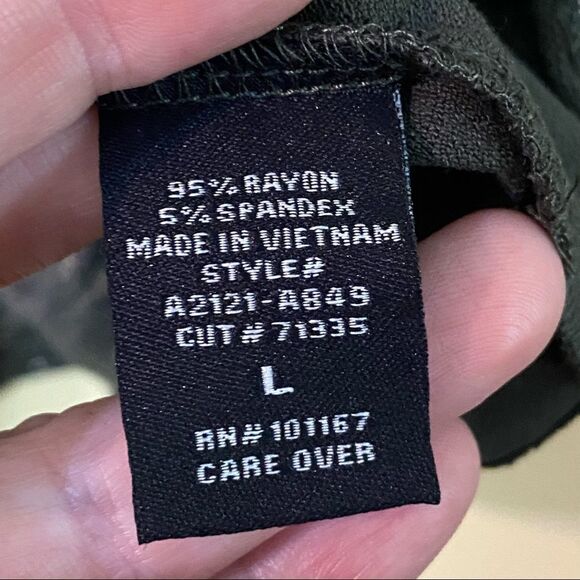 95% RAYON
5% SPANDEX
MADE IN VIETNAM
STYLE#
A2121-A849
CUT# 71335
L
RN# 101167
CARE OVER